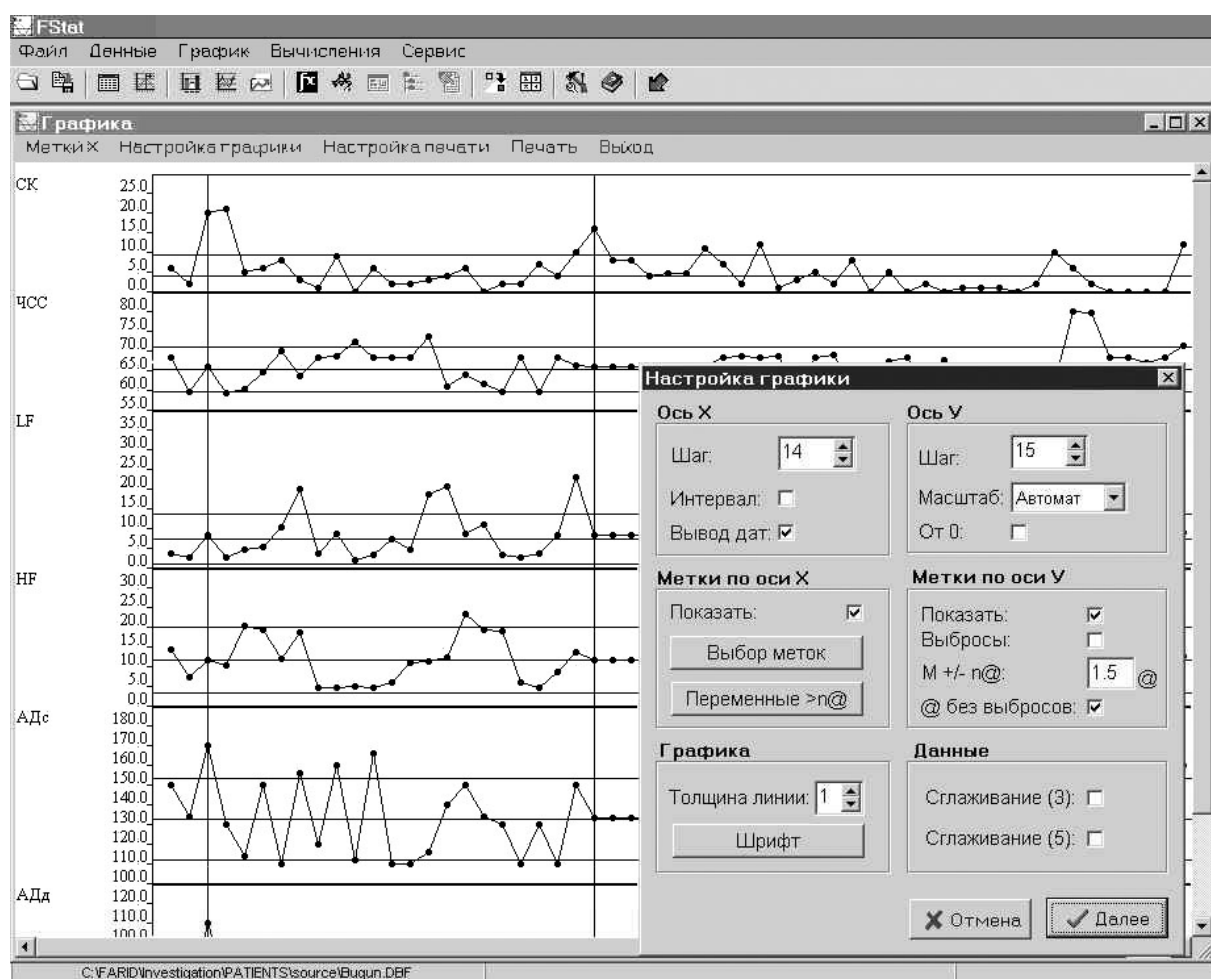 FStat
Файл Данные График Вычисления Сервис
Графика
Метки X Настройка графики Настройка печати Печать Выход
СК
25.0
20.0
15.0
10.0
5.0
0.0
ЧСС
80.0
75.0
70.0
65.0
60.0
55.0
LF
35.0
30.0
25.0
20.0
15.0
10.0
5.0
0.0
HF
30.0
25.0
20.0
15.0
10.0
5.0
0.0
АДс
180.0
170.0
160.0
150.0
140.0
130.0
120.0
110.0
100.0
АДд
120.0
110.0
100.0
Настройка графики
Ось X
Шаг: 14
Интервал:
Вывод дат:
Ось У
Шаг: 15
Масштаб: Автомат
От 0:
Метки по оси X
Показать:
Выбор меток
Переменные >n@
Метки по оси У
Показать:
Выбросы:
М +/- n@: 1.5 @
@ без выбросов:
Графика
Толщина линии: 1
Шрифт
Данные
Сглаживание (3):
Сглаживание (5):
Отмена Далее
C:\FARID\Investigation\PATIENTS\source\Bugun.DBF